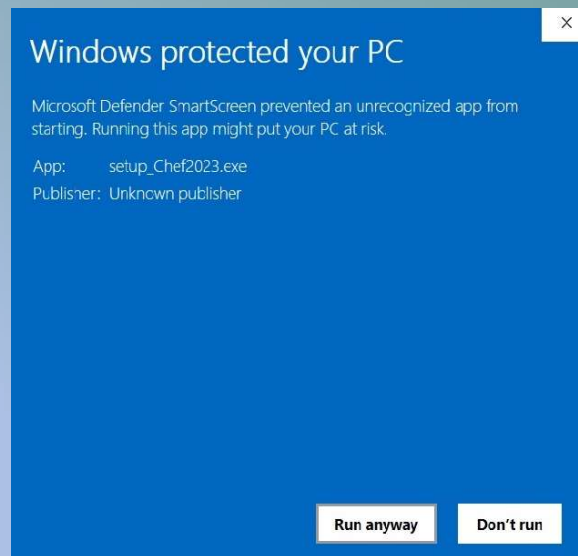 Windows protected your PC
Microsoft Defender SmartScreen prevented an unrecognized app from
starting. Running this app might put your PC at risk.
App: setup_Chef2023.exe
Publisher: Unknown publisher
Run anyway
Don't run